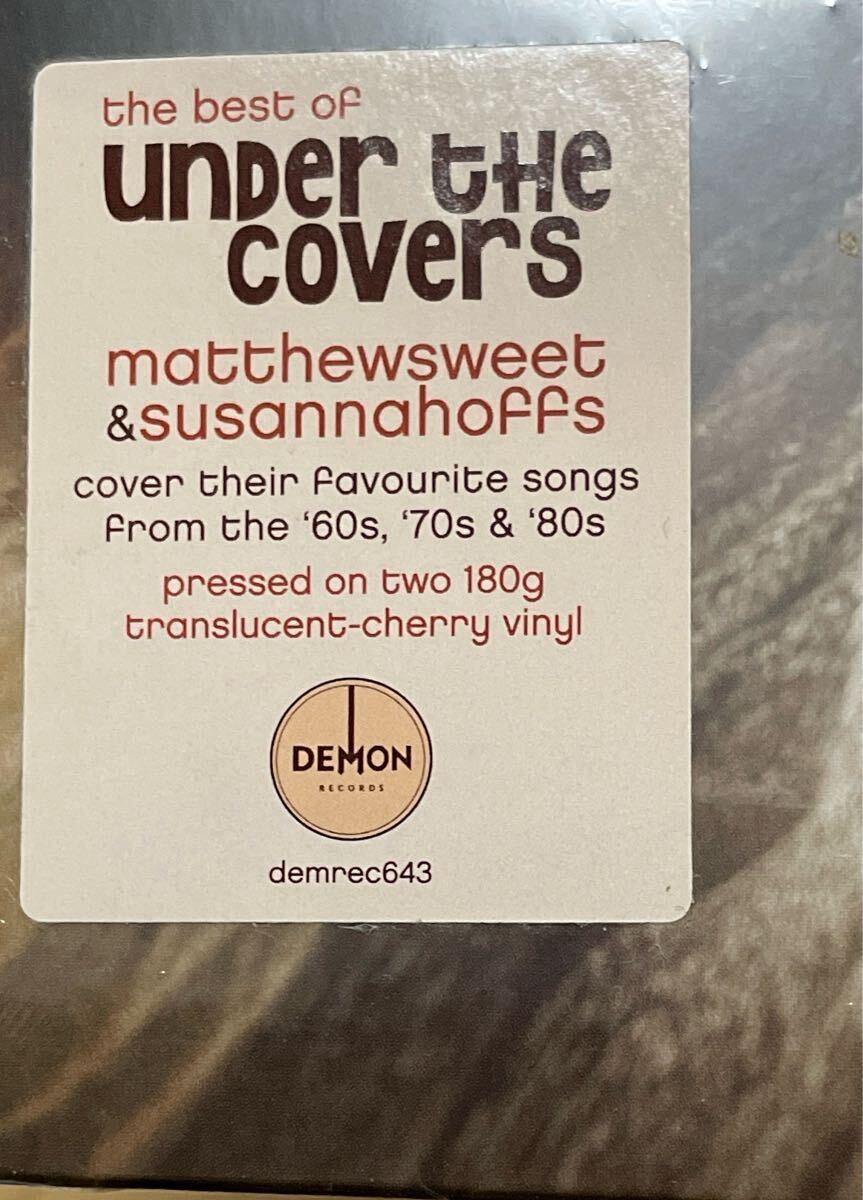 the best of
under the
covers
matthewsweet
&susannahoffs
cover their favourite songs
from the ‘60s, ‘70s & ‘80s
pressed on two 180g
translucent-cherry vinyl
DEMON
RECORDS
demrec643